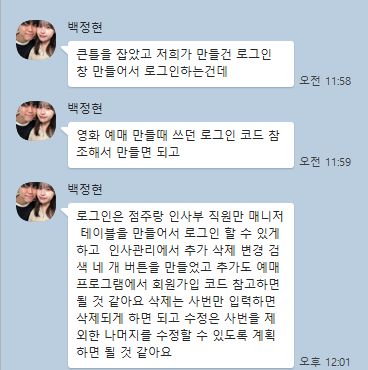 백정현
큰틀을 잡았고 저희가 만들건 로그인
창 만들어서 로그인하는건데
오전 11:58
백정현
영화 예매 만들때 쓰던 로그인 코드 참
조해서 만들면 되고
오전 11:59
백정현
로그인은 점주랑 인사부 직원만 매니저
테이블을 만들어서 로그인 할 수 있게
하고 인사관리에서 추가 삭제 변경 검
색 네 개 버튼을 만들었고 추가도 예매
프로그램에서 회원가입 코드 참고하면
될 것 같아요 삭제는 사번만 입력하면
삭제되게 하면 되고 수정은 사번을 제
외한 나머지를 수정할 수 있도록 계획
하면 될 것 같아요
오후 12:01